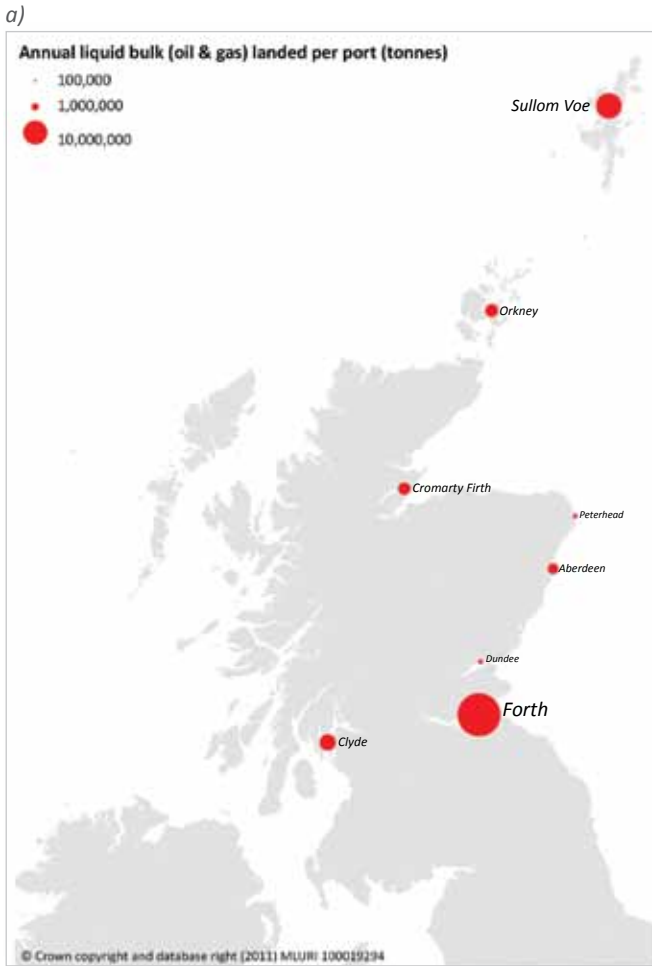 a)
Annual liquid bulk (oil & gas) landed per port (tonnes)
100,000
1,000,000
10,000,000
Sullom Voe
Orkney
Cromarty Firth
Peterhead
Aberdeen
Dundee
Forth
Clyde
© Crown copyright and database right (2011) MLURI 100019294